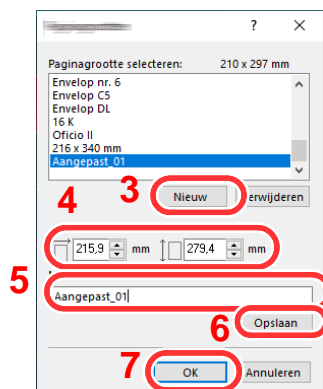 ?
Paginagrootte selecteren: 210 x 297 mm
Envelop nr. 6
Envelop C5
Envelop DL
16 K
Oficio II
216 x 340 mm
Aangepast_01
3
Nieuw erwijderen
4
215,9 mm 279,4 mm
5
Aangepast_01
6
Opslaan
7
OK Annuleren